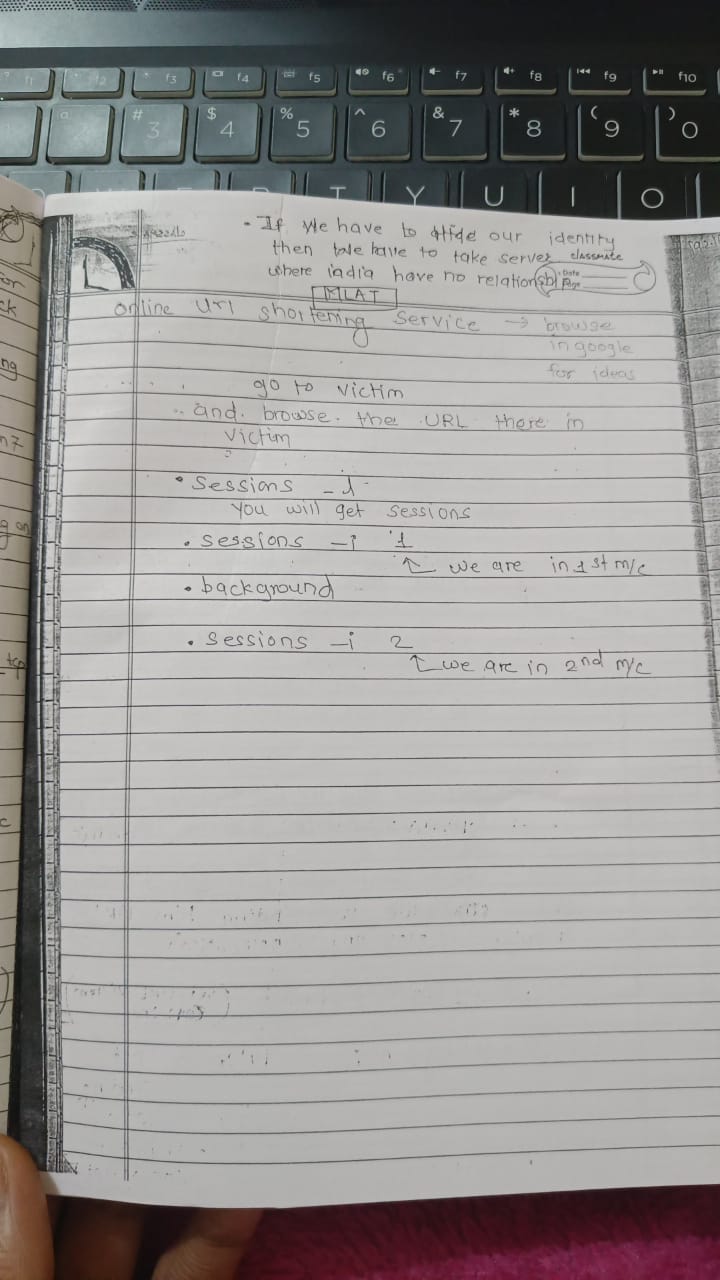 f1 f2 f3 f4 f5 f6 f7 f8 f9 f10
# 3 $ 4 % 5 ^ 6 & 7 * 8 ( 9 ) 0
T Y U I O
• If we have to Hide our identity
then we have to take server classmate
where india have no relationship Date
Page
MLAT
online url shortening service → browse
in google
for ideas
go to victim
and browse the URL there in
victim
• sessions -i
you will get sessions
• sessions -i 1
↑ we are in 1st m/c
• background
• sessions -i 2
↑ we are in 2nd m/c